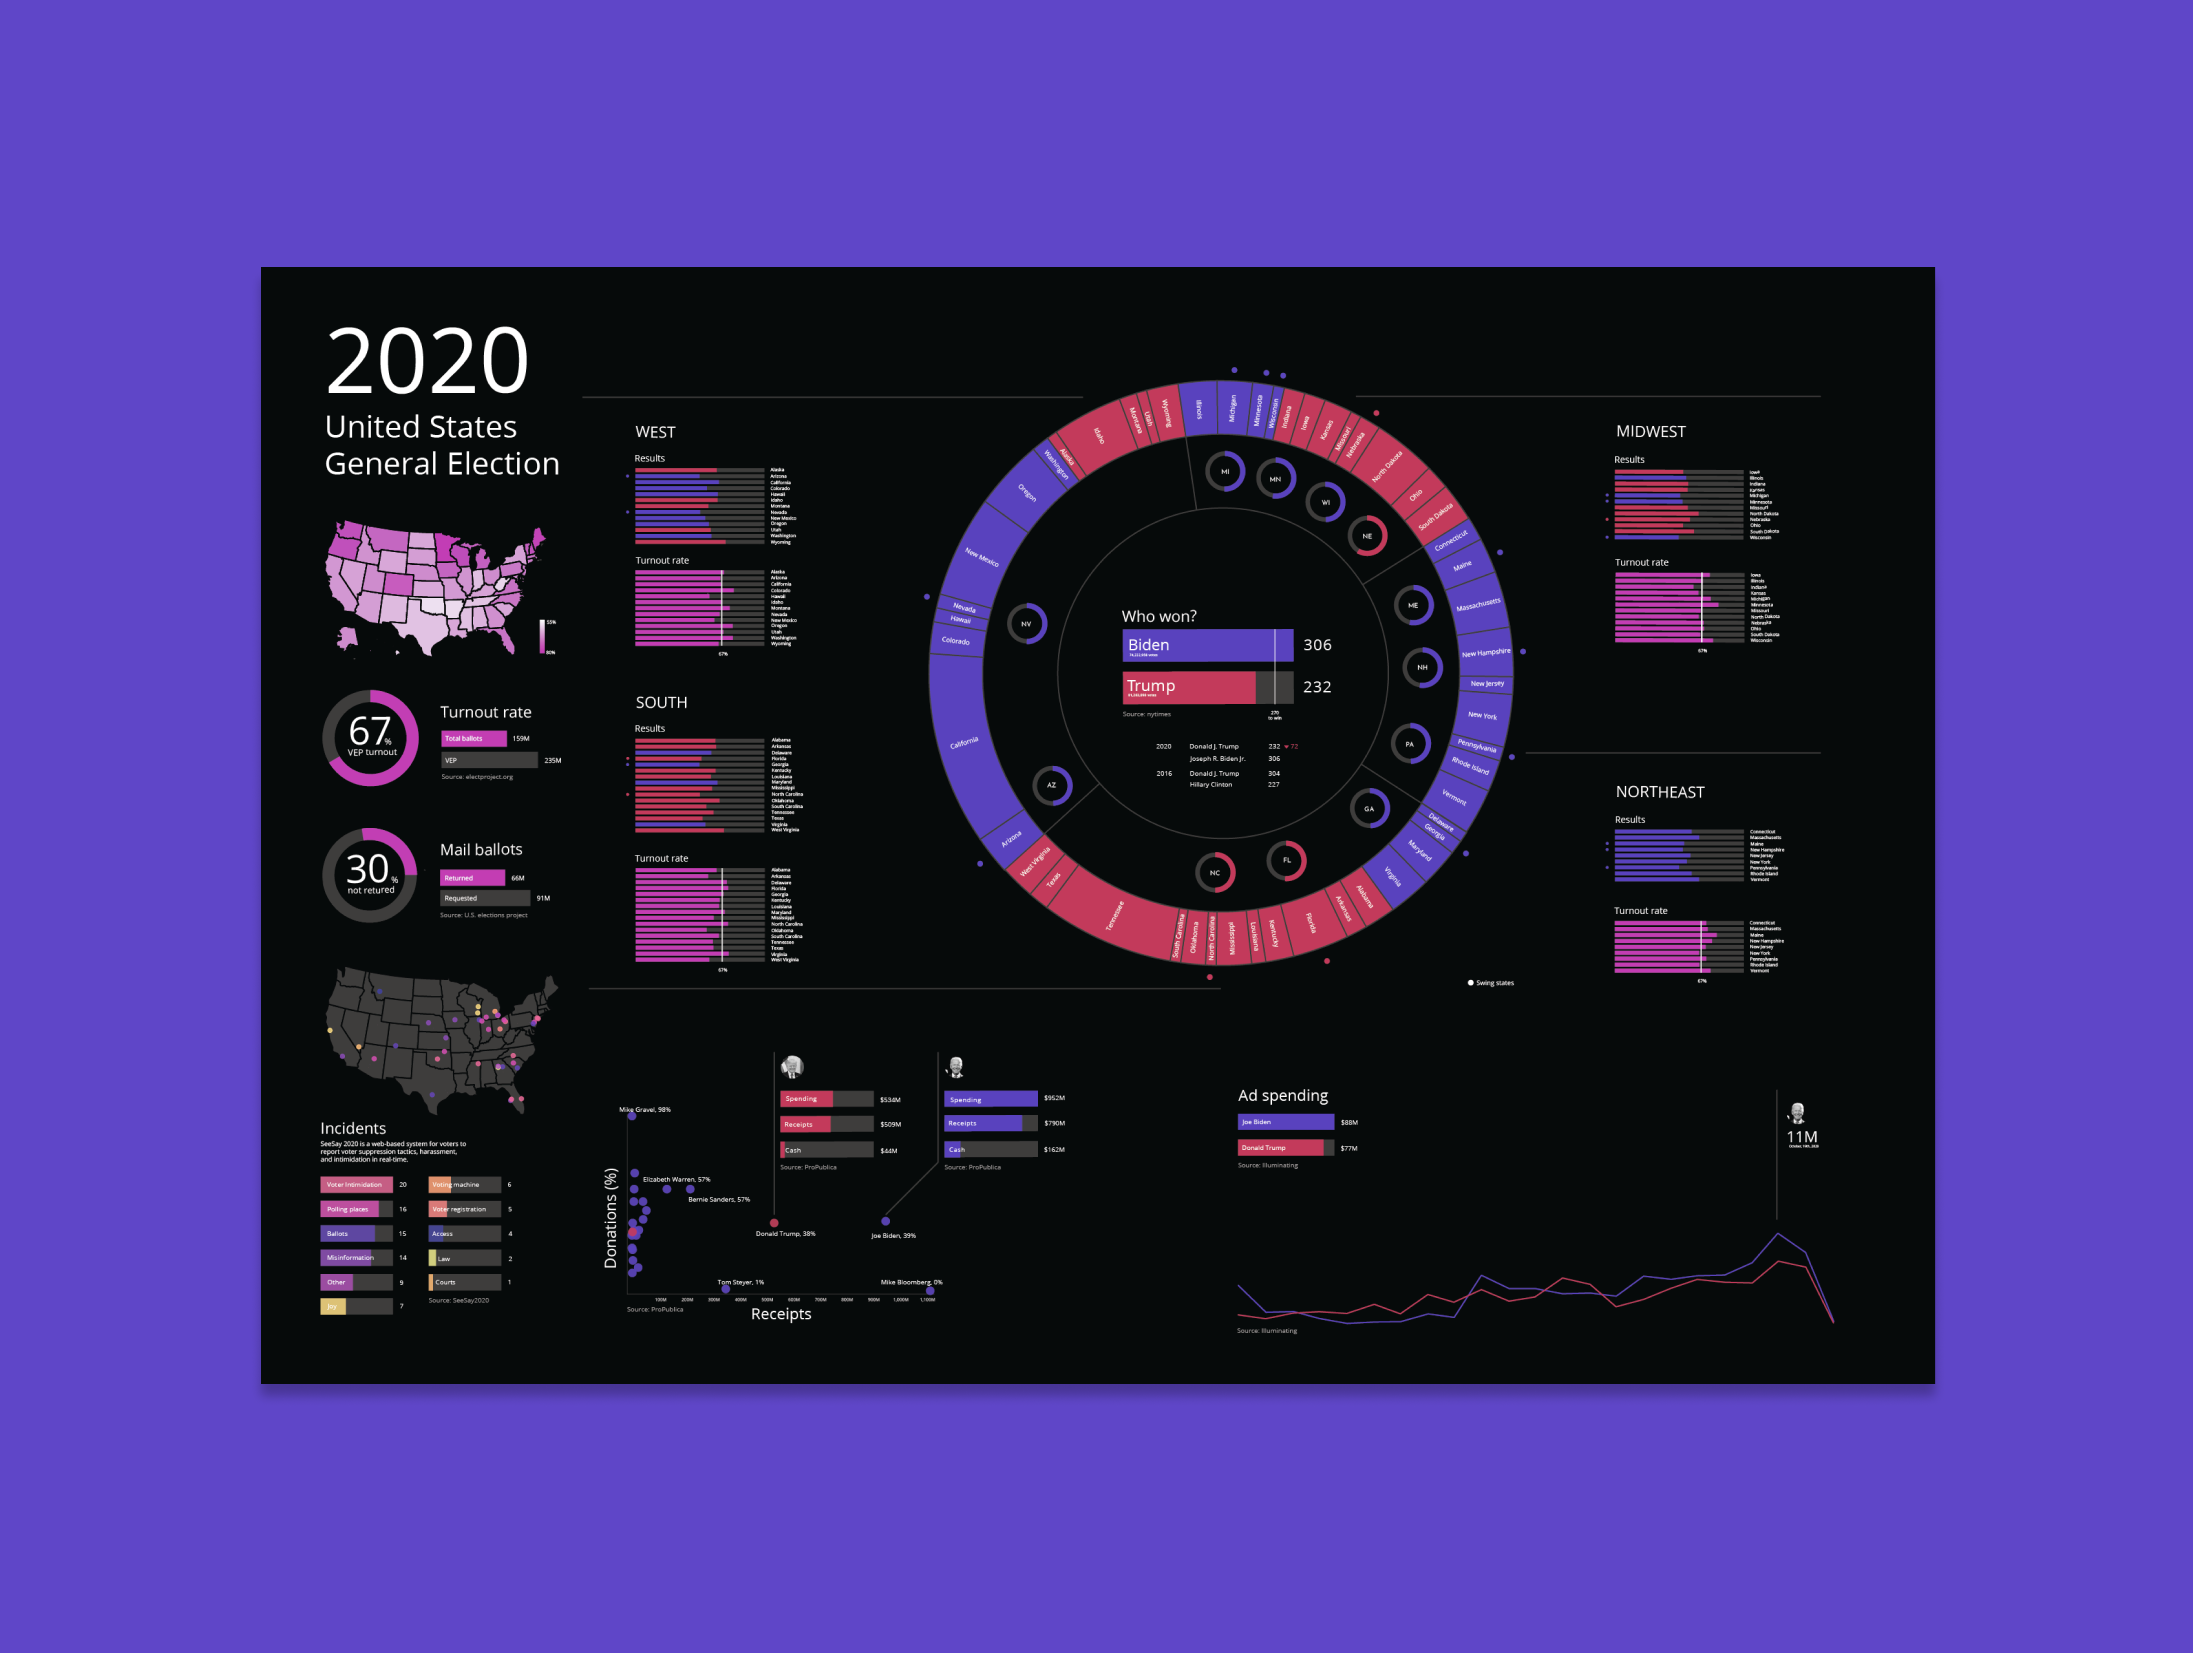 2020
United States
General Election
55%
80%
67%
VEP turnout
Turnout rate
Total ballots 159M
VEP 235M
Source: electproject.org
30%
not retured
Mail ballots
Returned 66M
Requested 91M
Source: U.S. elections project
Incidents
SeeSay 2020 is a web-based system for voters to
report voter suppression tactics, harassment,
and intimidation in real-time.
Voter Intimidation 20
Polling places 16
Ballots 15
Misinformation 14
Other 9
Joy 7
Voting machine 6
Voter registration 5
Access 4
Law 2
Courts 1
Source: SeeSay2020
WEST
Results
Alaska
Arizona
California
Colorado
Hawaii
Idaho
Montana
Nevada
New Mexico
Oregon
Utah
Washington
Wyoming
Turnout rate
Alaska
Arizona
California
Colorado
Hawaii
Idaho
Montana
Nevada
New Mexico
Oregon
Utah
Washington
Wyoming
67%
SOUTH
Results
Alabama
Arkansas
Delaware
Florida
Georgia
Kentucky
Louisiana
Maryland
Mississippi
North Carolina
Oklahoma
South Carolina
Tennessee
Texas
Virginia
West Virginia
Turnout rate
Alabama
Arkansas
Delaware
Florida
Georgia
Kentucky
Louisiana
Maryland
Mississippi
North Carolina
Oklahoma
South Carolina
Tennessee
Texas
Virginia
West Virginia
67%
Illinois
Michigan
Minnesota
Wisconsin
Indiana
Iowa
Kansas
Missouri
Nebraska
North Dakota
Ohio
South Dakota
Connecticut
Maine
Massachusetts
New Hampshire
New Jersey
New York
Pennsylvania
Rhode Island
Vermont
Delaware
Georgia
Maryland
Virginia
Alabama
Arkansas
Florida
Kentucky
Louisiana
Mississippi
North Carolina
Oklahoma
South Carolina
Tennessee
Texas
West Virginia
Arizona
California
Colorado
Hawaii
Nevada
New Mexico
Oregon
Washington
Alaska
Idaho
Montana
Utah
Wyoming
MI
MN
WI
NE
ME
NH
PA
GA
FL
NC
AZ
NV
Who won?
Biden 306
Trump 232
Source: nytimes
270
to win
2020 Donald J. Trump 232 ▼72
Joseph R. Biden Jr. 306
2016 Donald J. Trump 304
Hillary Clinton 227
Swing states
MIDWEST
Results
Iowa
Illinois
Indiana
Kansas
Michigan
Minnesota
Missouri
North Dakota
Nebraska
Ohio
South Dakota
Wisconsin
Turnout rate
Iowa
Illinois
Indiana
Kansas
Michigan
Minnesota
Missouri
North Dakota
Nebraska
Ohio
South Dakota
Wisconsin
67%
NORTHEAST
Results
Connecticut
Massachusetts
Maine
New Hampshire
New Jersey
New York
Pennsylvania
Rhode Island
Vermont
Turnout rate
Connecticut
Massachusetts
Maine
New Hampshire
New Jersey
New York
Pennsylvania
Rhode Island
Vermont
67%
Spending $534M
Receipts $509M
Cash $44M
Source: ProPublica
Spending $952M
Receipts $790M
Cash $162M
Source: ProPublica
Mike Gravel, 98%
Elizabeth Warren, 57%
Bernie Sanders, 57%
Donald Trump, 38%
Joe Biden, 39%
Tom Steyer, 1%
Mike Bloomberg, 0%
Donations (%)
100M 200M 300M 400M 500M 600M 700M 800M 900M 1,000M 1,100M
Source: ProPublica
Receipts
Ad spending
Joe Biden $88M
Donald Trump $77M
Source: Illuminating
11M
Source: Illuminating